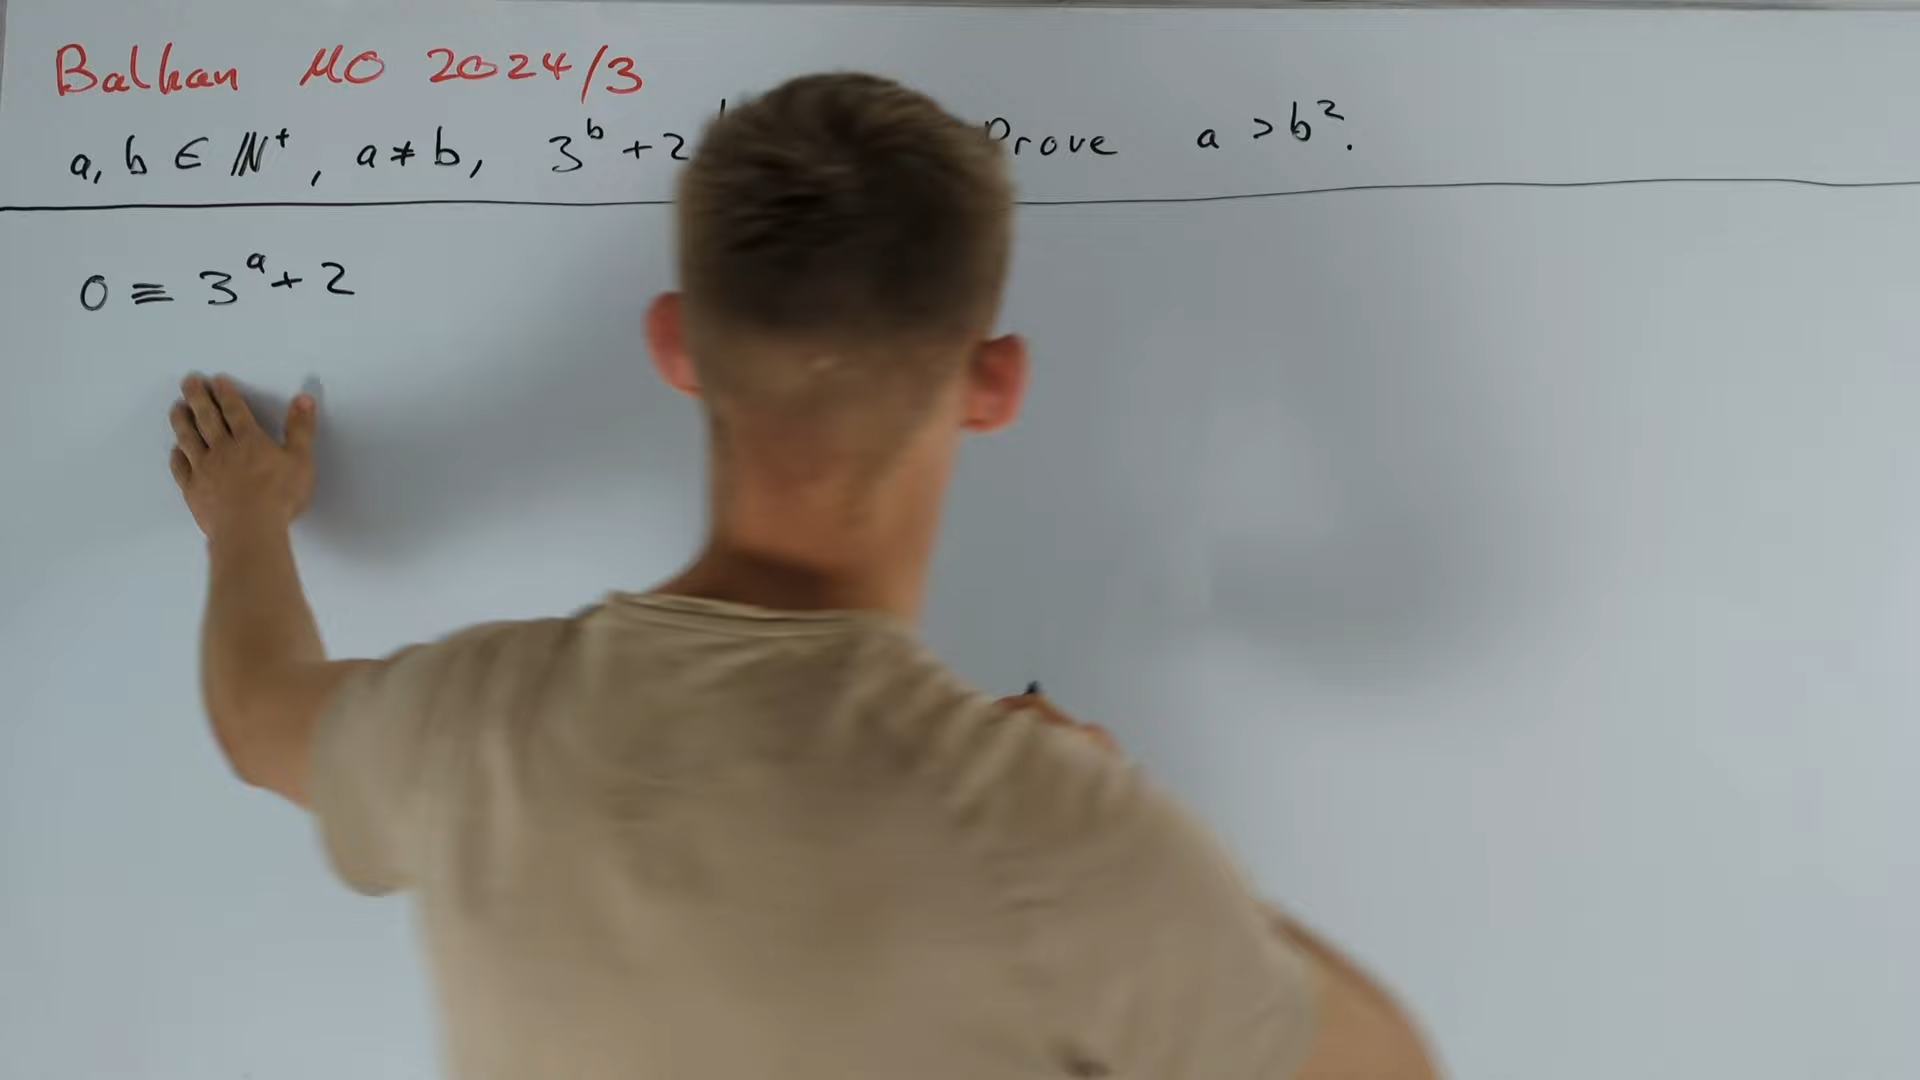 Balkan MO 2024/3
a, b ∈ ℕ⁺, a ≠ b, 3ᵇ + 2 Prove a > b².
0 ≡ 3ᵃ + 2